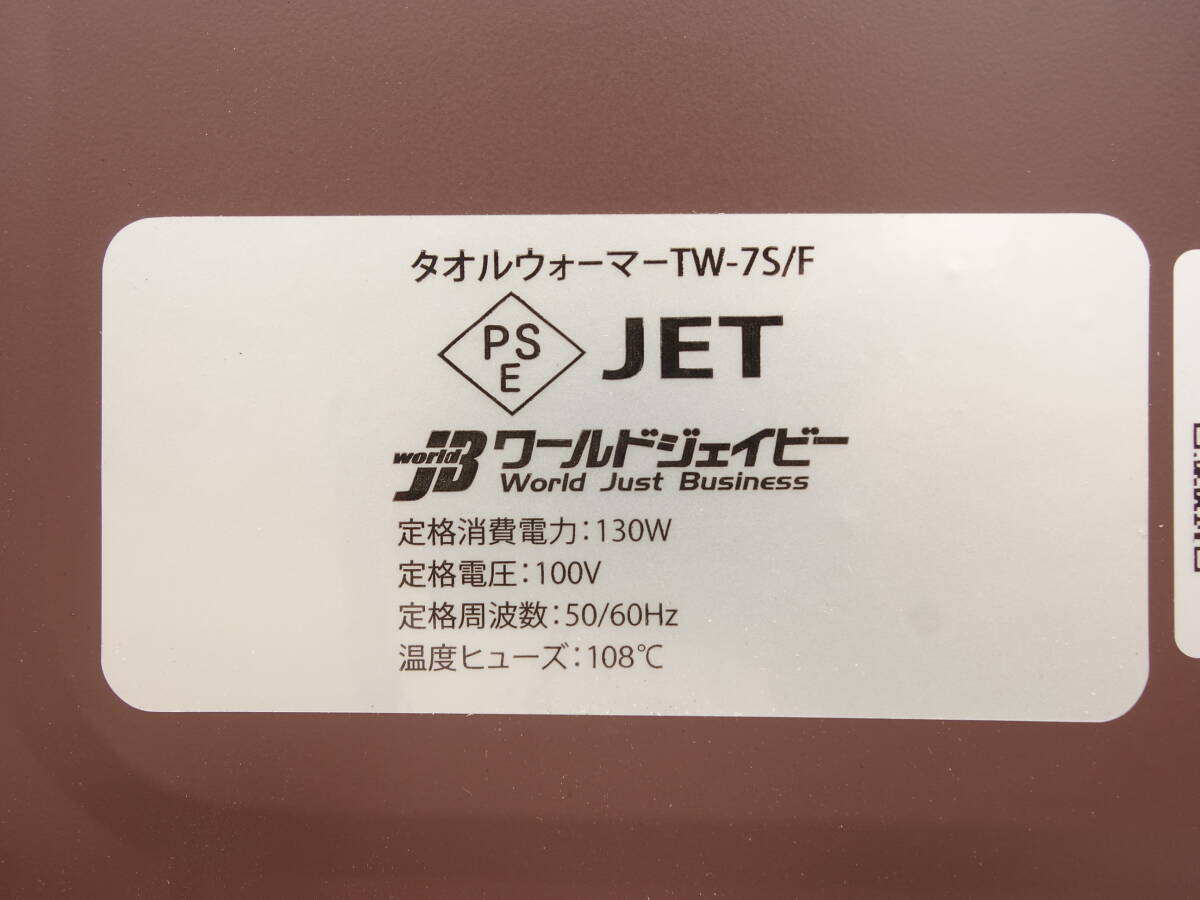 タオルウォーマーTW-7S/F
PS
E
JET
world JB ワールドジェイビー
World Just Business
定格消費電力：130W
定格電圧：100V
定格周波数：50/60Hz
温度ヒューズ：108℃